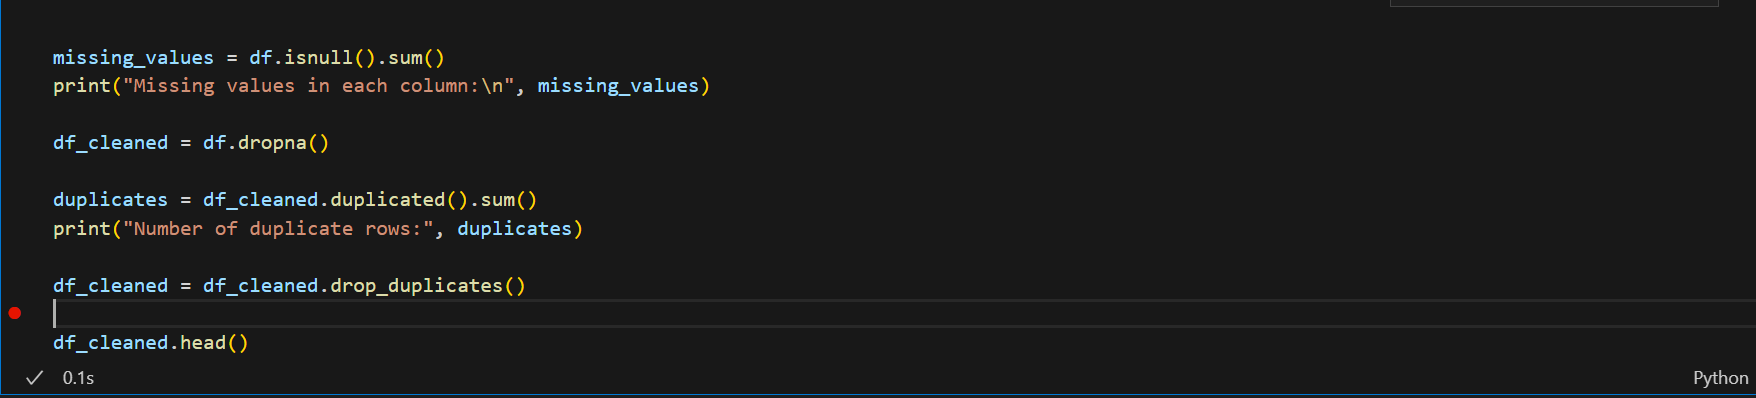 missing_values = df.isnull().sum()
print("Missing values in each column:\n", missing_values)
df_cleaned = df.dropna()
duplicates = df_cleaned.duplicated().sum()
print("Number of duplicate rows:", duplicates)
df_cleaned = df_cleaned.drop_duplicates()
df_cleaned.head()
0.1s
Python